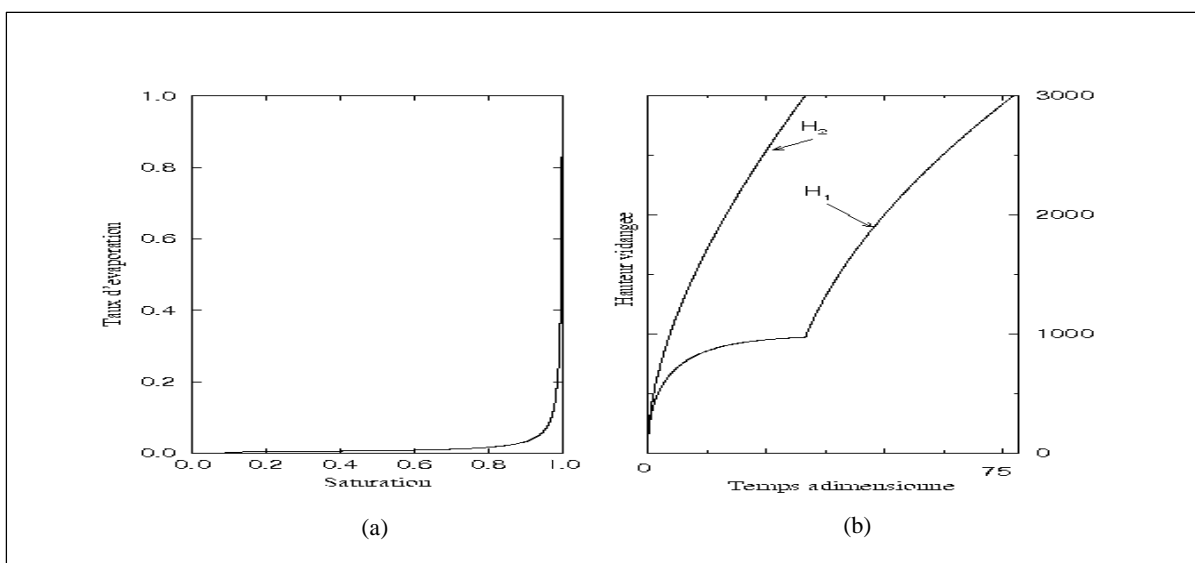 1.0
0.8
0.6
0.4
0.2
0.0
Taux d'evaporation
0.0 0.2 0.4 0.6 0.8 1.0
Saturation
(a)
H2
H1
Hauteur vidangee
3000
2000
1000
0
0 75
Temps adimensionne
(b)